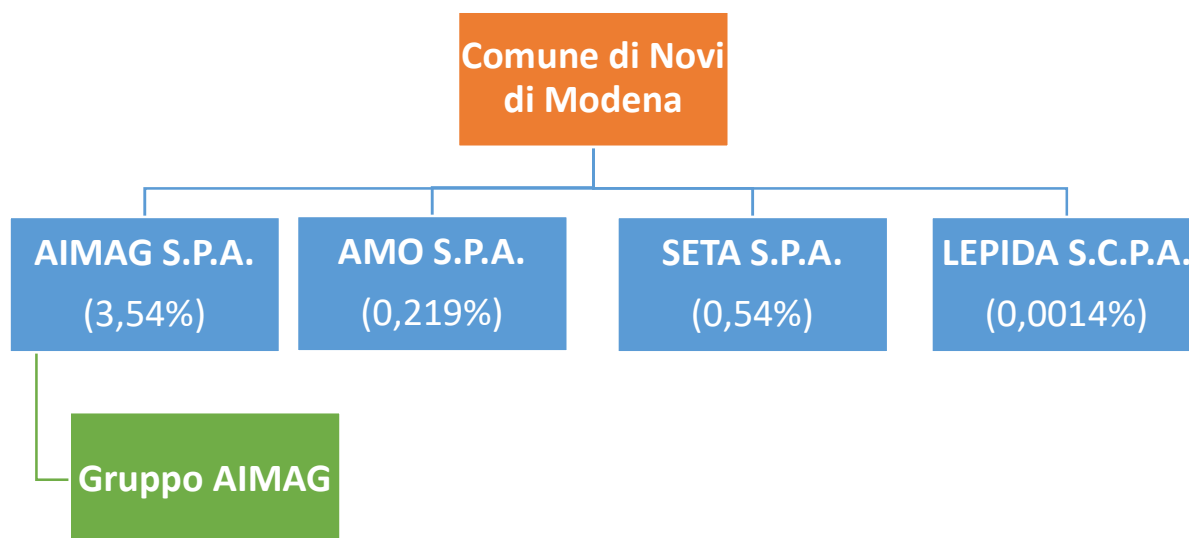 Comune di Novi
di Modena
AIMAG S.P.A.
(3,54%)
AMO S.P.A.
(0,219%)
SETA S.P.A.
(0,54%)
LEPIDA S.C.P.A.
(0,0014%)
Gruppo AIMAG